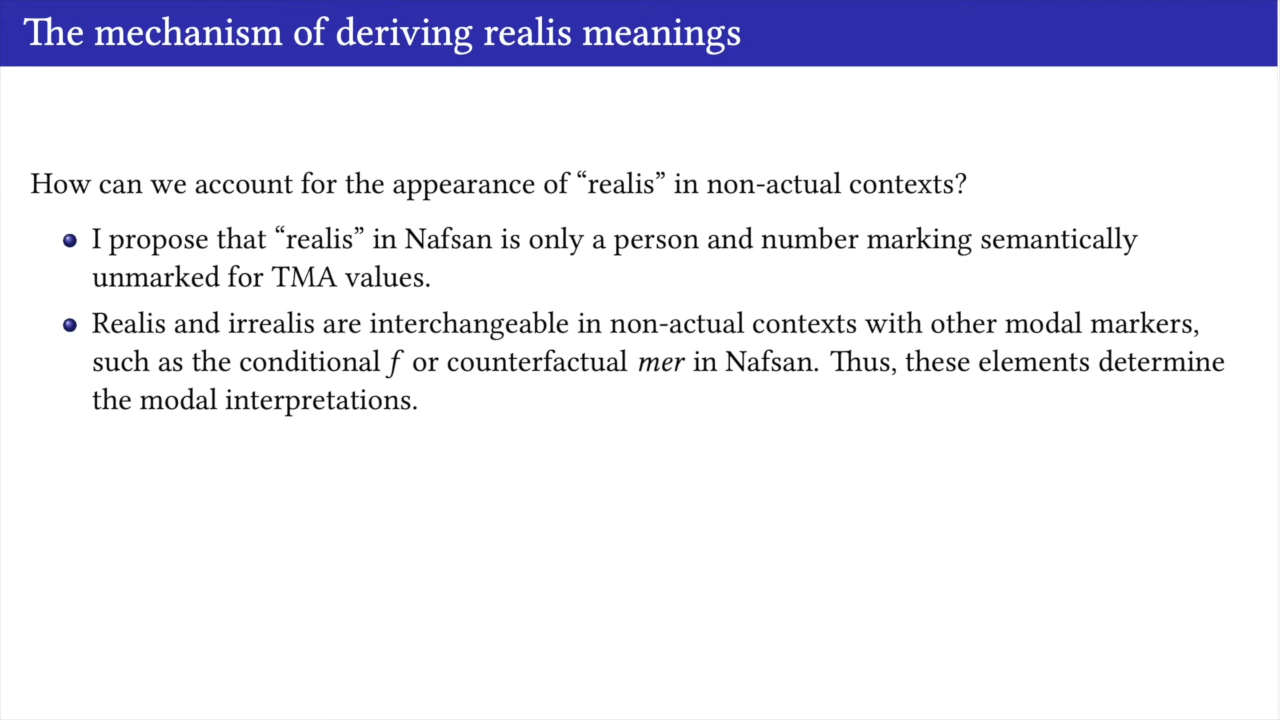 The mechanism of deriving realis meanings
How can we account for the appearance of “realis” in non-actual contexts?
I propose that “realis” in Nafsan is only a person and number marking semantically
unmarked for TMA values.
Realis and irrealis are interchangeable in non-actual contexts with other modal markers,
such as the conditional f or counterfactual mer in Nafsan. Thus, these elements determine
the modal interpretations.